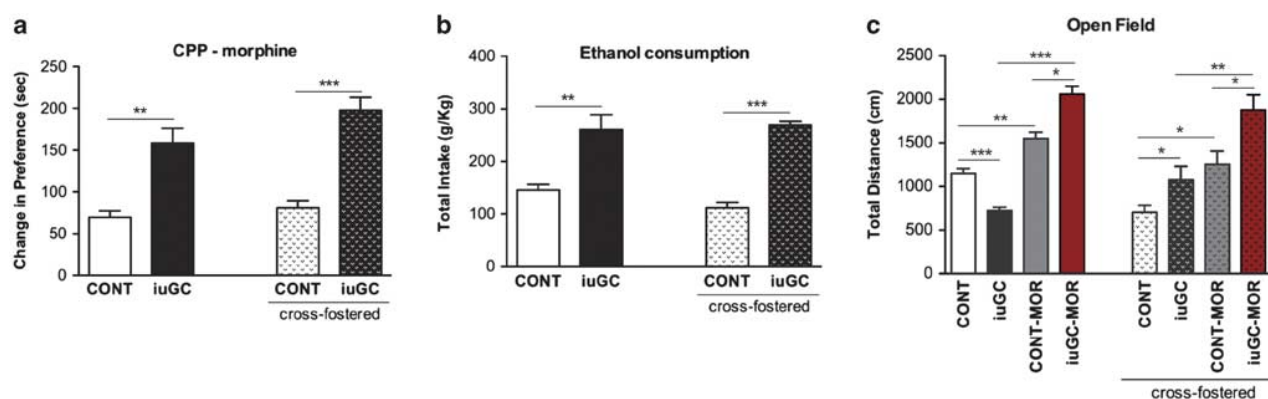 a
CPP - morphine
Change in Preference (sec)
250
200
150
100
50
0
**
***
CONT
iuGC
CONT
iuGC
cross-fostered
b
Ethanol consumption
Total Intake (g/Kg)
400
300
200
100
0
**
***
CONT
iuGC
CONT
iuGC
cross-fostered
c
Open Field
Total Distance (cm)
2500
2000
1500
1000
500
0
***
*
**
***
**
*
*
*
CONT
iuGC
CONT-MOR
iuGC-MOR
CONT
iuGC
CONT-MOR
iuGC-MOR
cross-fostered